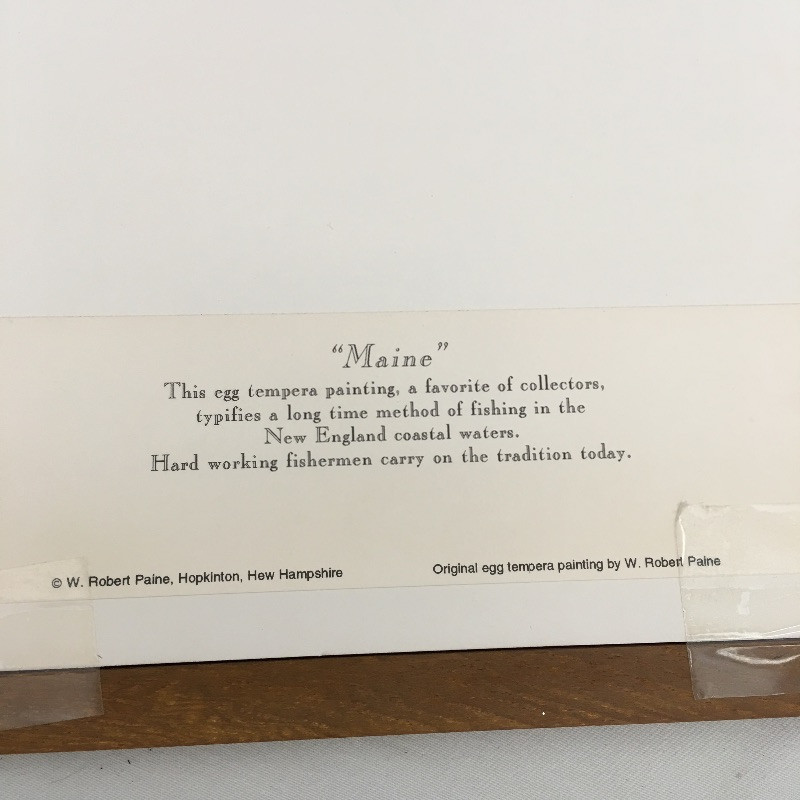 “Maine”
This egg tempera painting, a favorite of collectors,
typifies a long time method of fishing in the
New England coastal waters.
Hard working fishermen carry on the tradition today.
© W. Robert Paine, Hopkinton, Hew Hampshire
Original egg tempera painting by W. Robert Paine